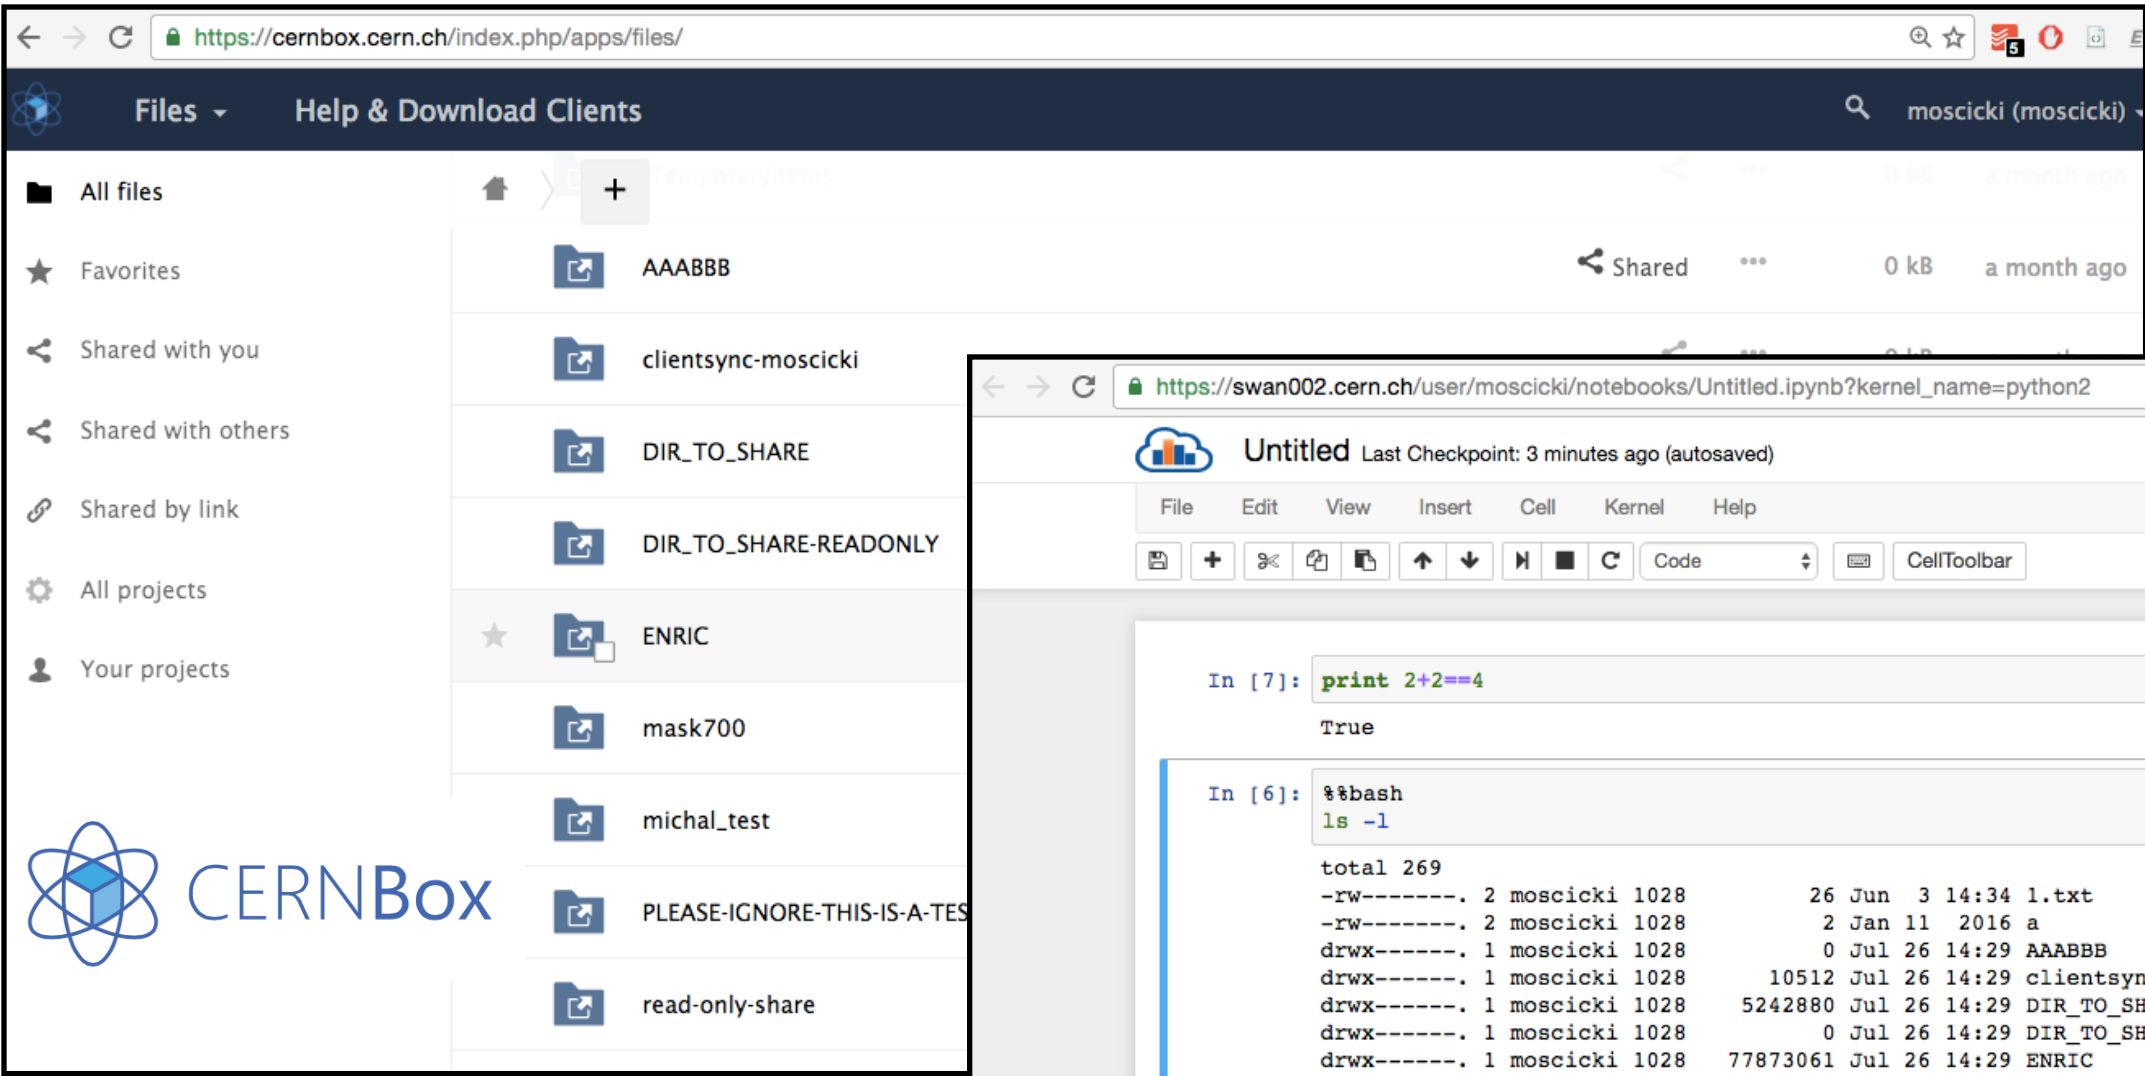 https://cernbox.cern.ch/index.php/apps/files/
5
Files
Help & Download Clients
moscicki (moscicki)
All files
+
TemporaryItems
0 kB
a month ago
Favorites
AAABBB
Shared
•••
0 kB
a month ago
Shared with you
clientsync-moscicki
Shared with others
DIR_TO_SHARE
Shared by link
DIR_TO_SHARE-READONLY
All projects
ENRIC
Your projects
mask700
michal_test
PLEASE-IGNORE-THIS-IS-A-TES
read-only-share
CERNBox
https://swan002.cern.ch/user/moscicki/notebooks/Untitled.ipynb?kernel_name=python2
Untitled Last Checkpoint: 3 minutes ago (autosaved)
File Edit View Insert Cell Kernel Help
Code CellToolbar
In [7]: print 2+2==4
True
In [6]: %%bash
ls -l
total 269
-rw-------. 2 moscicki 1028 26 Jun 3 14:34 1.txt
-rw-------. 2 moscicki 1028 2 Jan 11 2016 a
drwx------. 1 moscicki 1028 0 Jul 26 14:29 AAABBB
drwx------. 1 moscicki 1028 10512 Jul 26 14:29 clientsyn
drwx------. 1 moscicki 1028 5242880 Jul 26 14:29 DIR_TO_SH
drwx------. 1 moscicki 1028 0 Jul 26 14:29 DIR_TO_SH
drwx------. 1 moscicki 1028 77873061 Jul 26 14:29 ENRIC